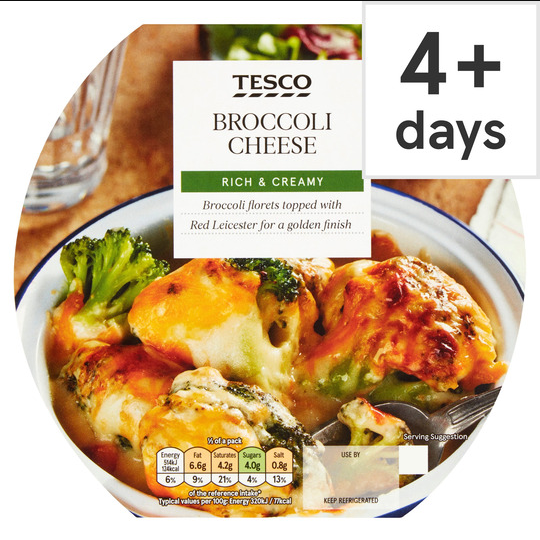 4+
days
TESCO
BROCCOLI
CHEESE
RICH & CREAMY
Broccoli florets topped with
Red Leicester for a golden finish
Serving Suggestion
½ of a pack
Energy Fat Saturates Sugars Salt
514kJ
124kcal 6.6g 4.2g 4.0g 0.8g
6% 9% 21% 4% 13%
of the reference intake*
Typical values per 100g: Energy 320kJ / 77kcal
USE BY
KEEP REFRIGERATED